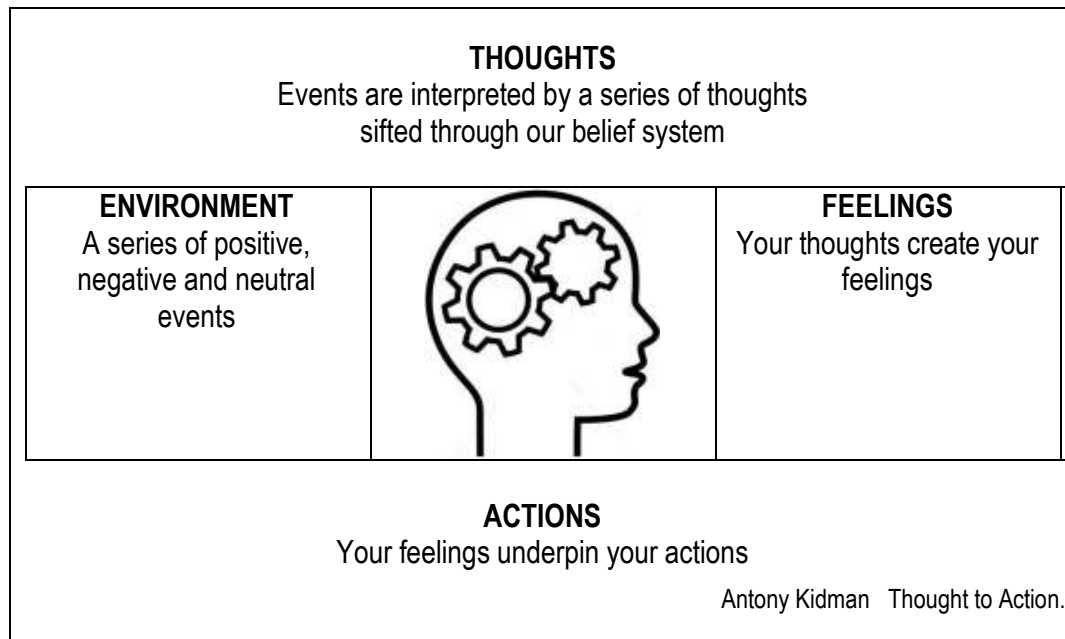 THOUGHTS
Events are interpreted by a series of thoughts
sifted through our belief system
ENVIRONMENT
A series of positive,
negative and neutral
events
FEELINGS
Your thoughts create your
feelings
ACTIONS
Your feelings underpin your actions
Antony Kidman Thought to Action.